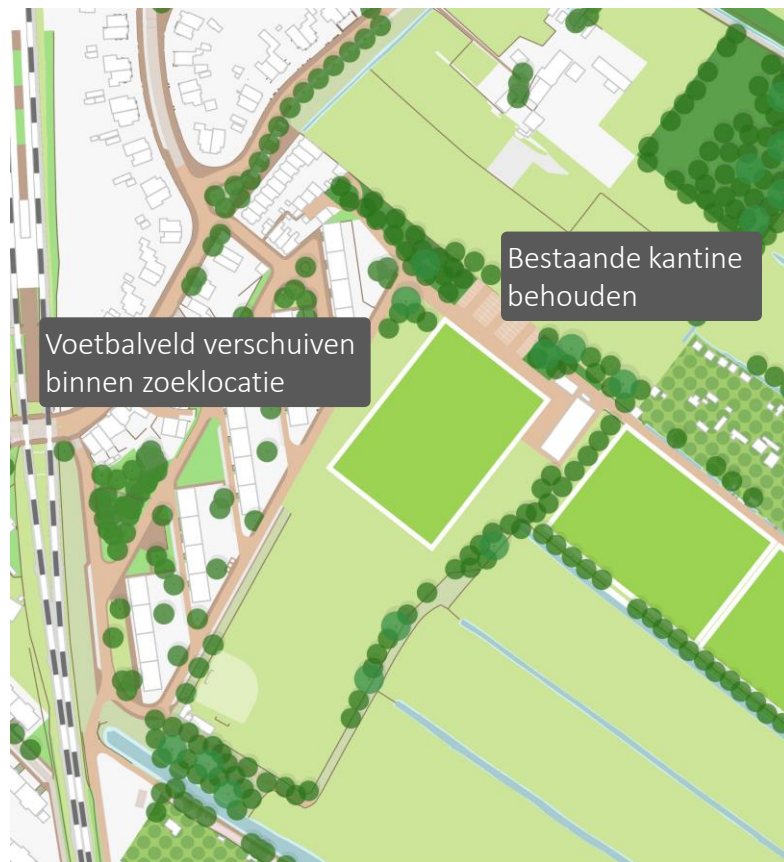 Bestaande kantine
behouden
Voetbalveld verschuiven
binnen zoeklocatie